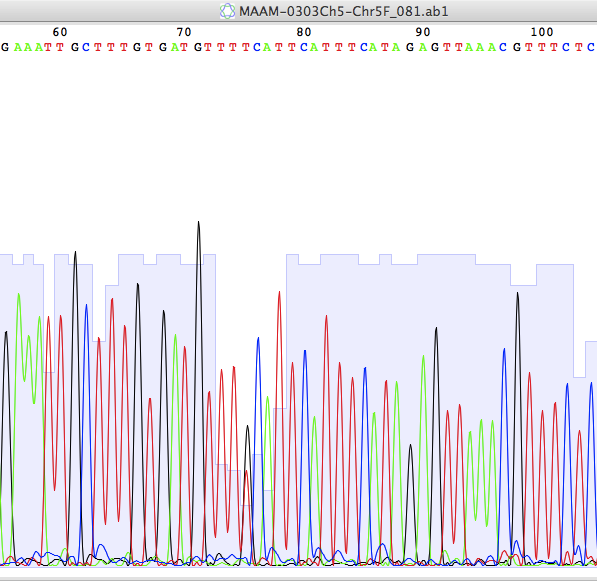 MAAM-0303Ch5-Chr5F_081.ab1
60 70 80 90 100
G A A A T T G C T T T G T G A T G T T T T C A T T C A T T T C A T A G A G T T A A A C G T T T C T C